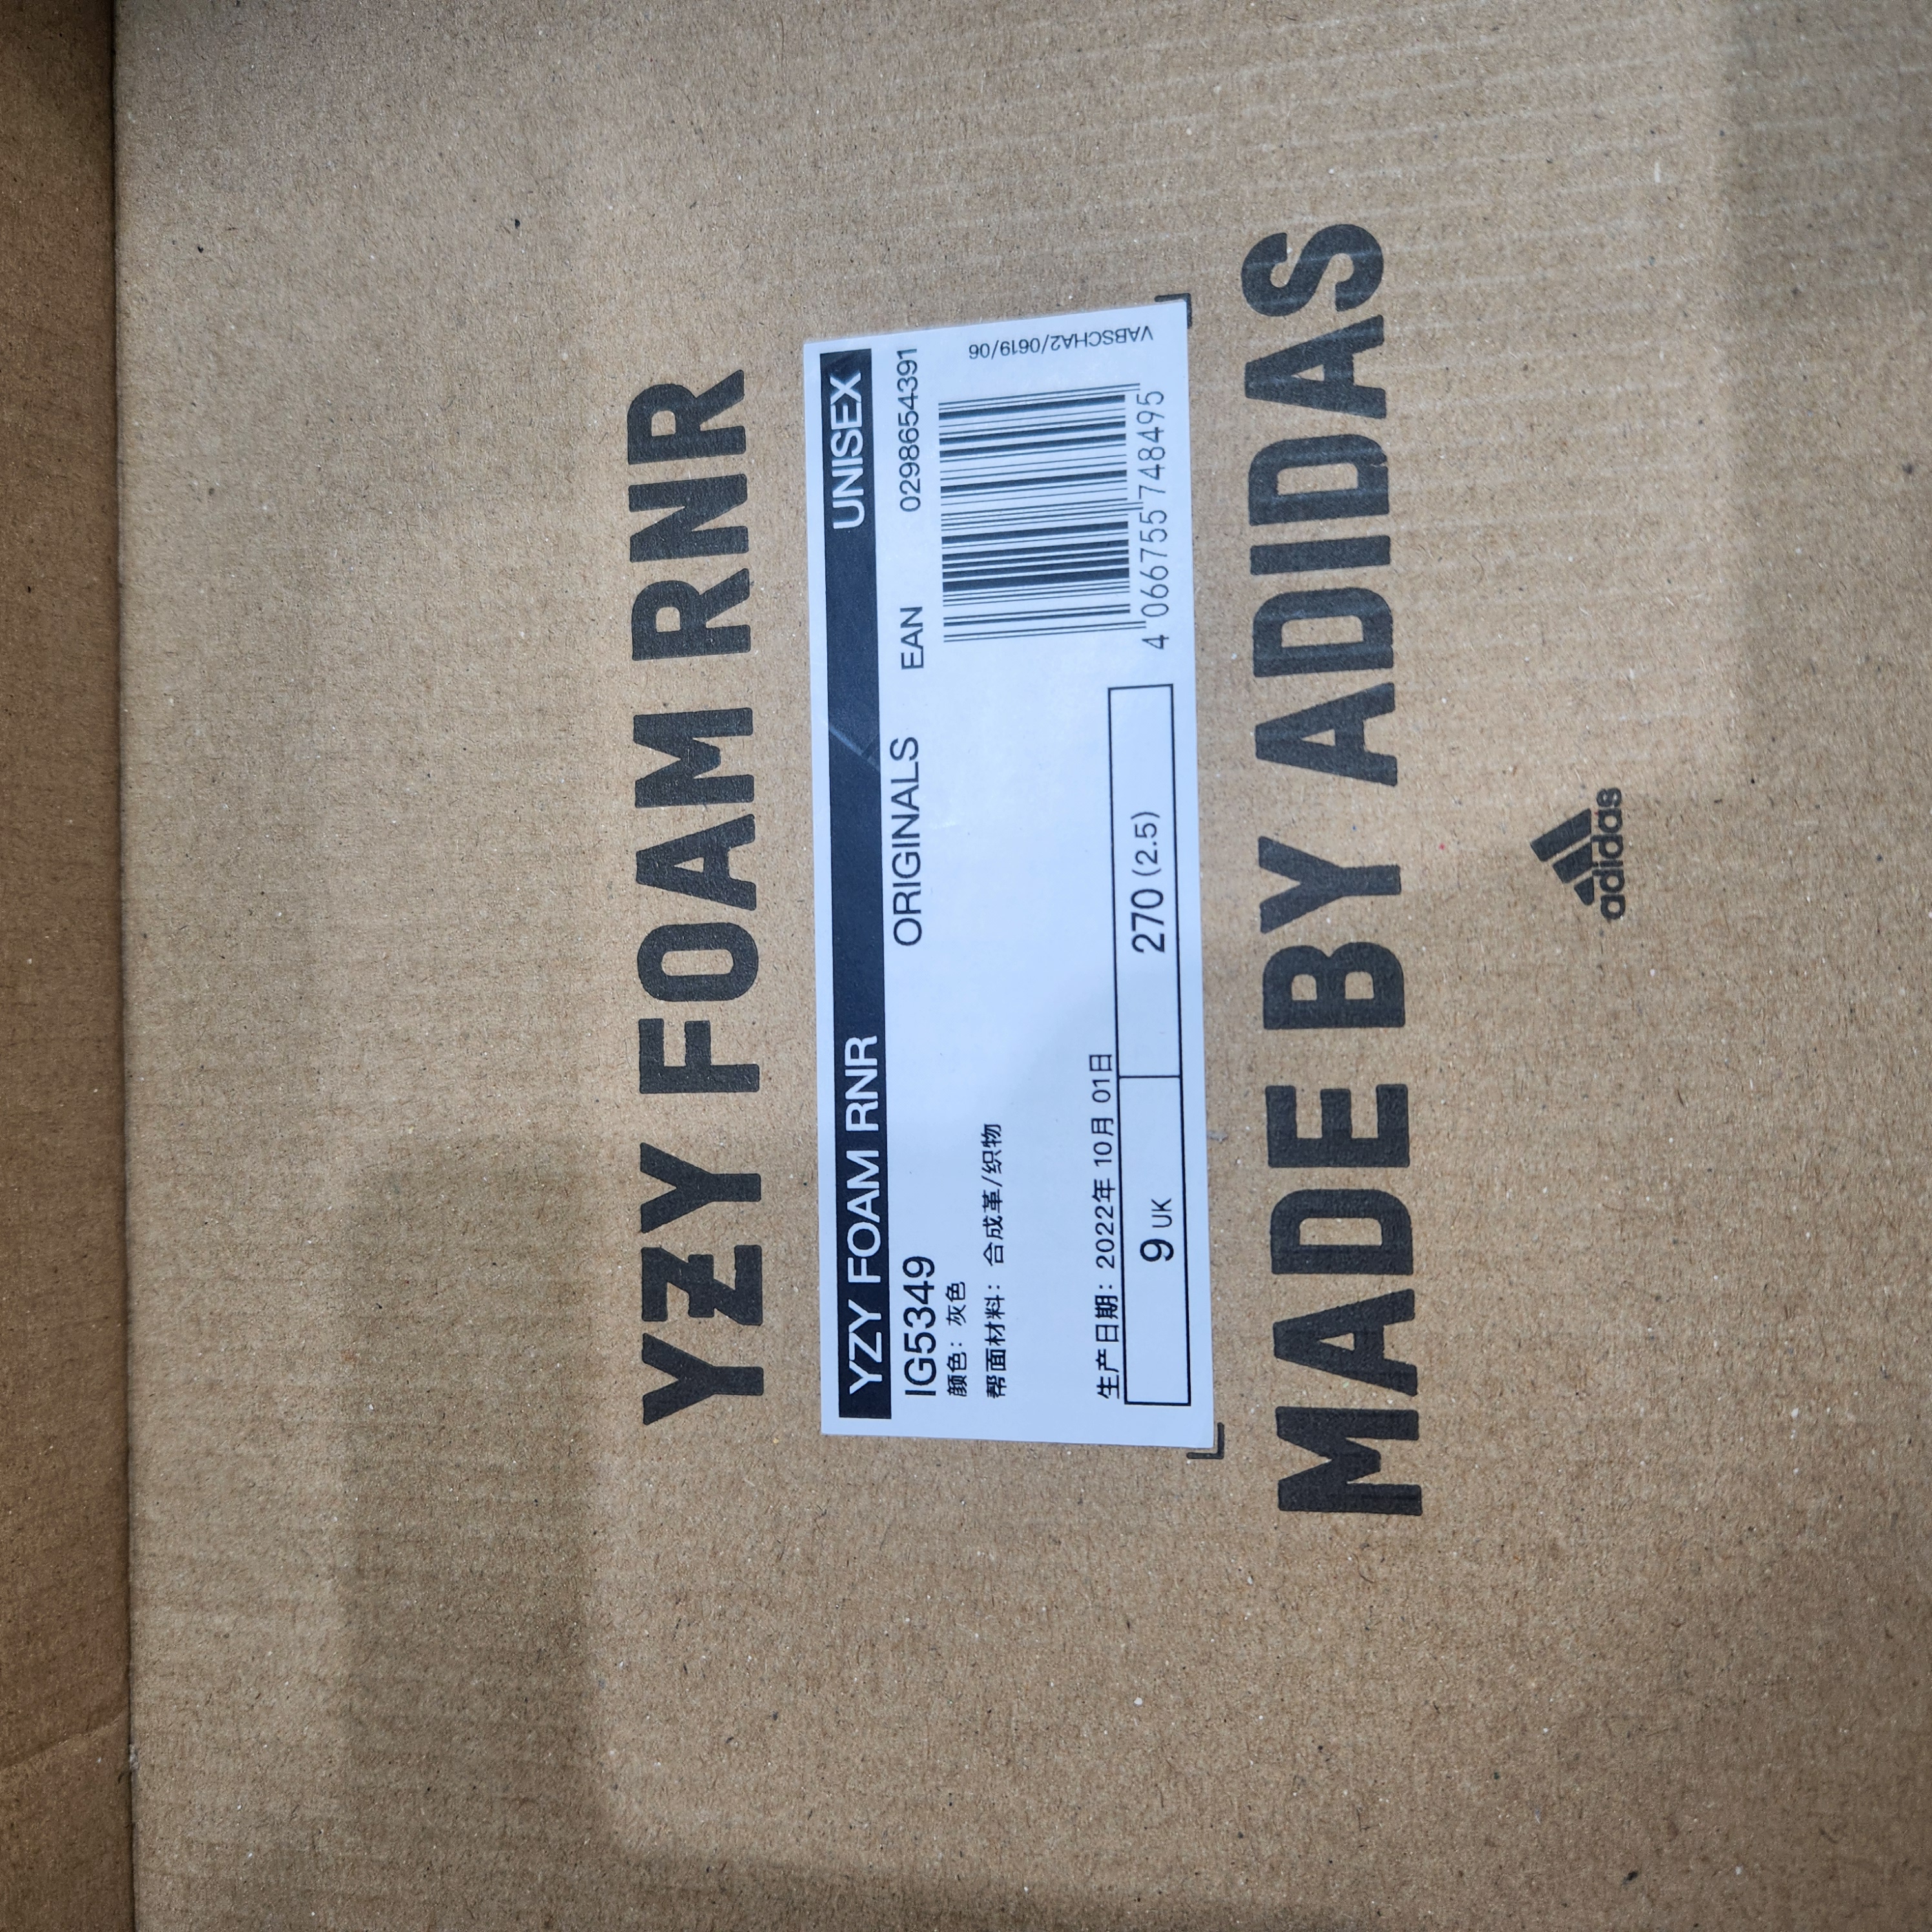 YZY FOAM RNR
YZY FOAM RNR UNISEX
IG5349 ORIGINALS EAN 0298654391
颜色：灰色
帮面材料：合成革/织物
生产日期：2022年 10月 01日
9 UK 270 (2.5)
4 066755 748495
VABSCHA2/0619/06
MADE BY ADIDAS
adidas